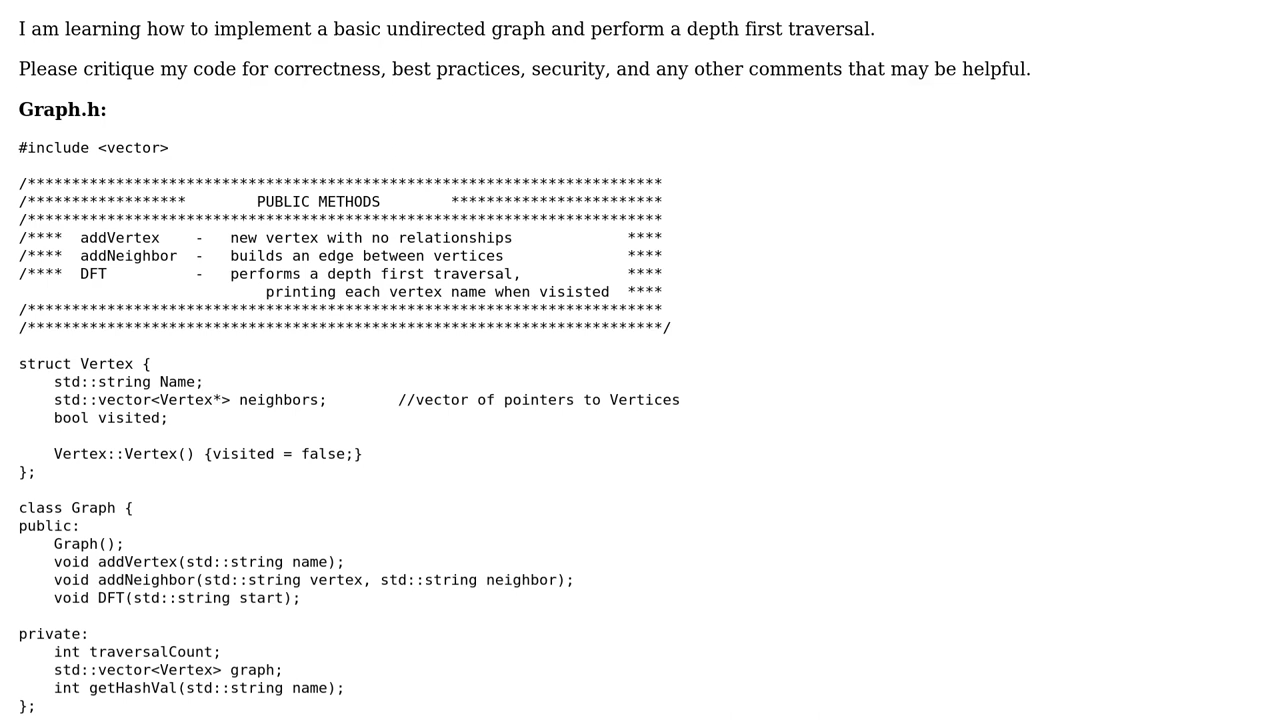 I am learning how to implement a basic undirected graph and perform a depth first traversal.
Please critique my code for correctness, best practices, security, and any other comments that may be helpful.
Graph.h:
#include <vector>
/************************************************************************
/******************        PUBLIC METHODS        ************************
/************************************************************************
/****  addVertex    -   new vertex with no relationships             ****
/****  addNeighbor  -   builds an edge between vertices              ****
/****  DFT          -   performs a depth first traversal,            ****
                            printing each vertex name when visisted  ****
/************************************************************************
/************************************************************************/
struct Vertex {
    std::string Name;
    std::vector<Vertex*> neighbors;        //vector of pointers to Vertices
    bool visited;
    Vertex::Vertex() {visited = false;}
};
class Graph {
public:
    Graph();
    void addVertex(std::string name);
    void addNeighbor(std::string vertex, std::string neighbor);
    void DFT(std::string start);
private:
    int traversalCount;
    std::vector<Vertex> graph;
    int getHashVal(std::string name);
};